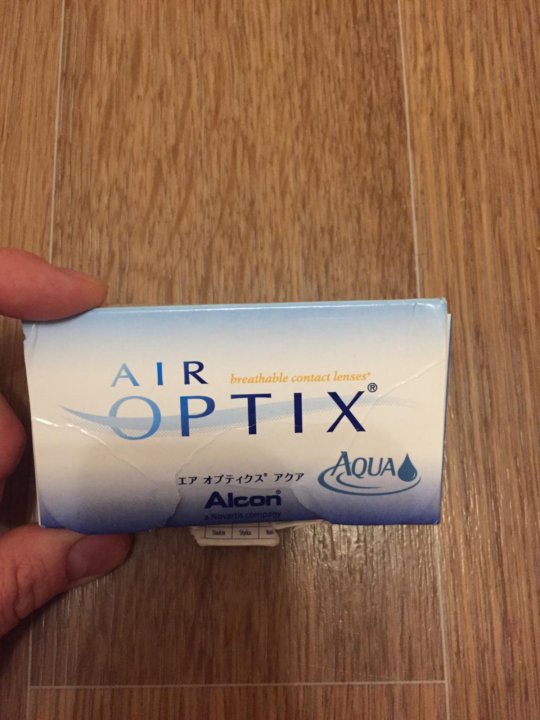 AIR
breathable contact lenses*
OPTIX®
エア オプティクス® アクア
AQUA
Alcon®
a Novartis company